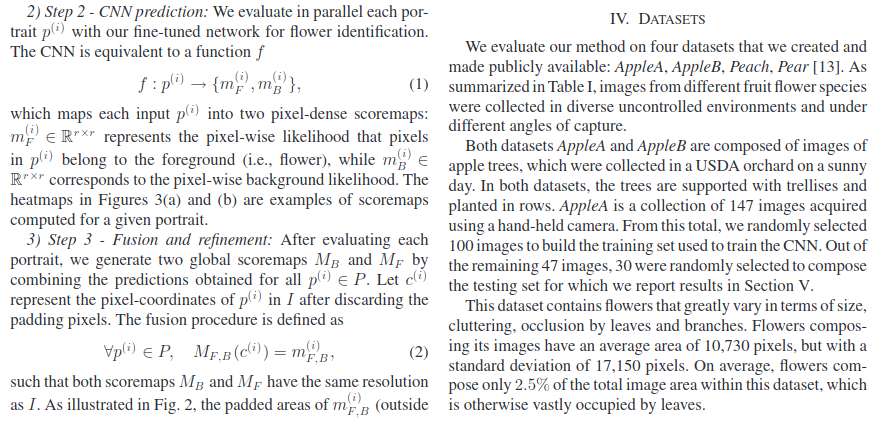 2) Step 2 - CNN prediction: We evaluate in parallel each por-
trait p^(i) with our fine-tuned network for flower identification.
The CNN is equivalent to a function f
f : p^(i) → {m_F^(i), m_B^(i)}, (1)
which maps each input p^(i) into two pixel-dense scoremaps:
m_F^(i) ∈ ℝ^{r×r} represents the pixel-wise likelihood that pixels
in p^(i) belong to the foreground (i.e., flower), while m_B^(i) ∈
ℝ^{r×r} corresponds to the pixel-wise background likelihood. The
heatmaps in Figures 3(a) and (b) are examples of scoremaps
computed for a given portrait.
3) Step 3 - Fusion and refinement: After evaluating each
portrait, we generate two global scoremaps M_B and M_F by
combining the predictions obtained for all p^(i) ∈ P. Let c^(i)
represent the pixel-coordinates of p^(i) in I after discarding the
padding pixels. The fusion procedure is defined as
∀p^(i) ∈ P, M_{F,B}(c^(i)) = m_{F,B}^(i), (2)
such that both scoremaps M_B and M_F have the same resolution
as I. As illustrated in Fig. 2, the padded areas of m_{F,B}^(i) (outside
IV. DATASETS
We evaluate our method on four datasets that we created and
made publicly available: AppleA, AppleB, Peach, Pear [13]. As
summarized in Table I, images from different fruit flower species
were collected in diverse uncontrolled environments and under
different angles of capture.
Both datasets AppleA and AppleB are composed of images of
apple trees, which were collected in a USDA orchard on a sunny
day. In both datasets, the trees are supported with trellises and
planted in rows. AppleA is a collection of 147 images acquired
using a hand-held camera. From this total, we randomly selected
100 images to build the training set used to train the CNN. Out of
the remaining 47 images, 30 were randomly selected to compose
the testing set for which we report results in Section V.
This dataset contains flowers that greatly vary in terms of size,
cluttering, occlusion by leaves and branches. Flowers compos-
ing its images have an average area of 10,730 pixels, but with a
standard deviation of 17,150 pixels. On average, flowers com-
pose only 2.5% of the total image area within this dataset, which
is otherwise vastly occupied by leaves.